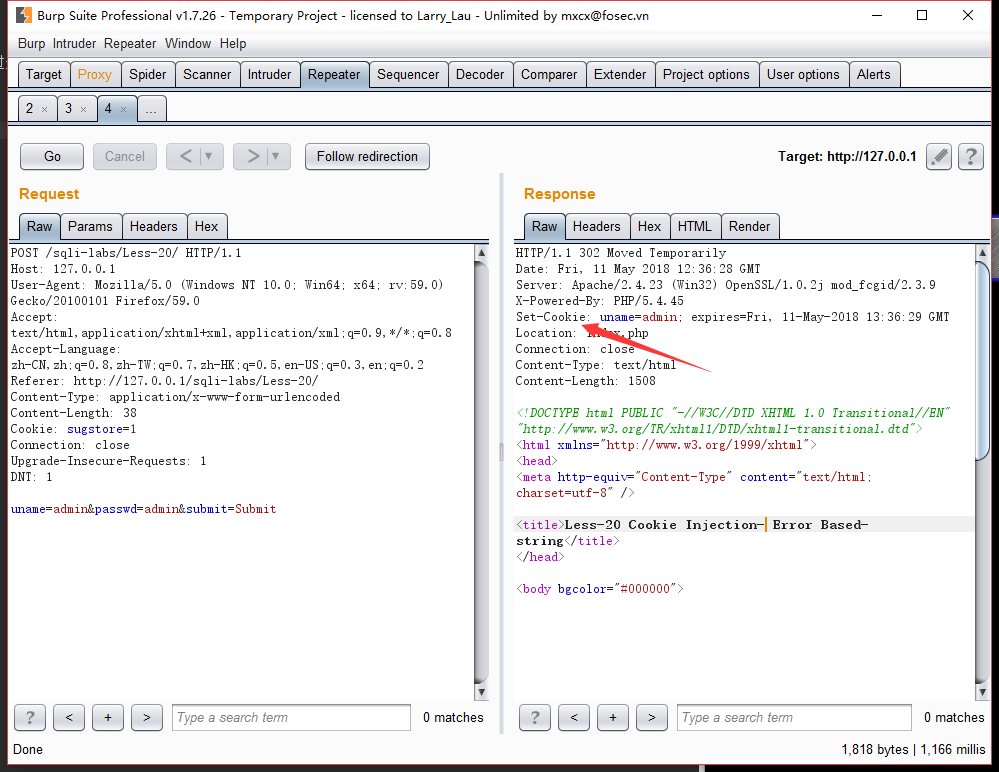 Burp Suite Professional v1.7.26 - Temporary Project - licensed to Larry_Lau - Unlimited by mxcx@fosec.vn
Burp Intruder Repeater Window Help
Target Proxy Spider Scanner Intruder Repeater Sequencer Decoder Comparer Extender Project options User options Alerts
2 × 3 × 4 × ...
Go Cancel < > Follow redirection Target: http://127.0.0.1 ?
Request
Raw Params Headers Hex
POST /sqli-labs/Less-20/ HTTP/1.1
Host: 127.0.0.1
User-Agent: Mozilla/5.0 (Windows NT 10.0; Win64; x64; rv:59.0)
Gecko/20100101 Firefox/59.0
Accept:
text/html,application/xhtml+xml,application/xml;q=0.9,*/*;q=0.8
Accept-Language:
zh-CN,zh;q=0.8,zh-TW;q=0.7,zh-HK;q=0.5,en-US;q=0.3,en;q=0.2
Referer: http://127.0.0.1/sqli-labs/Less-20/
Content-Type: application/x-www-form-urlencoded
Content-Length: 38
Cookie: sugstore=1
Connection: close
Upgrade-Insecure-Requests: 1
DNT: 1
uname=admin&passwd=admin&submit=Submit
? < + > Type a search term 0 matches
Response
Raw Headers Hex HTML Render
HTTP/1.1 302 Moved Temporarily
Date: Fri, 11 May 2018 12:36:28 GMT
Server: Apache/2.4.23 (Win32) OpenSSL/1.0.2j mod_fcgid/2.3.9
X-Powered-By: PHP/5.4.45
Set-Cookie: uname=admin; expires=Fri, 11-May-2018 13:36:29 GMT
Location: index.php
Connection: close
Content-Type: text/html
Content-Length: 1508
<!DOCTYPE html PUBLIC "-//W3C//DTD XHTML 1.0 Transitional//EN"
"http://www.w3.org/TR/xhtml1/DTD/xhtml1-transitional.dtd">
<html xmlns="http://www.w3.org/1999/xhtml">
<head>
<meta http-equiv="Content-Type" content="text/html;
charset=utf-8" />
<title>Less-20 Cookie Injection- Error Based-
string</title>
</head>
<body bgcolor="#000000">
? < + > Type a search term 0 matches
Done 1,818 bytes | 1,166 millis